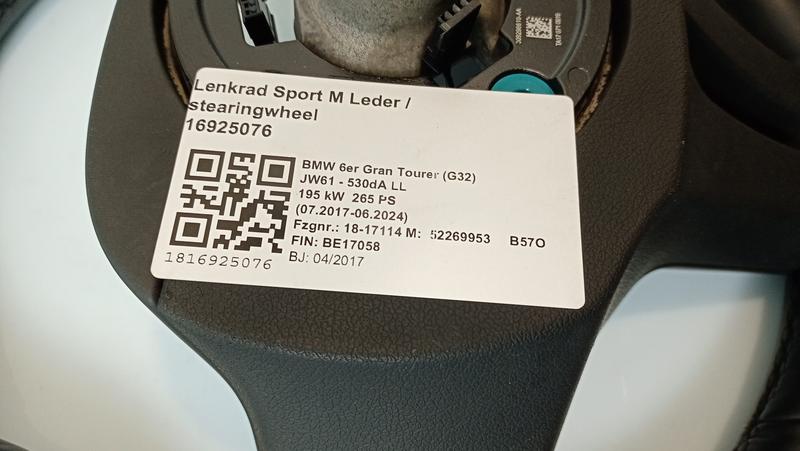 Lenkrad Sport M Leder /
stearingwheel
16925076
BMW 6er Gran Tourer (G32)
JW61 - 530dA LL
195 kW 265 PS
(07.2017-06.2024)
Fzgnr.: 18-17114 M: 52269953 B57O
FIN: BE17058
BJ: 04/2017
1816925076